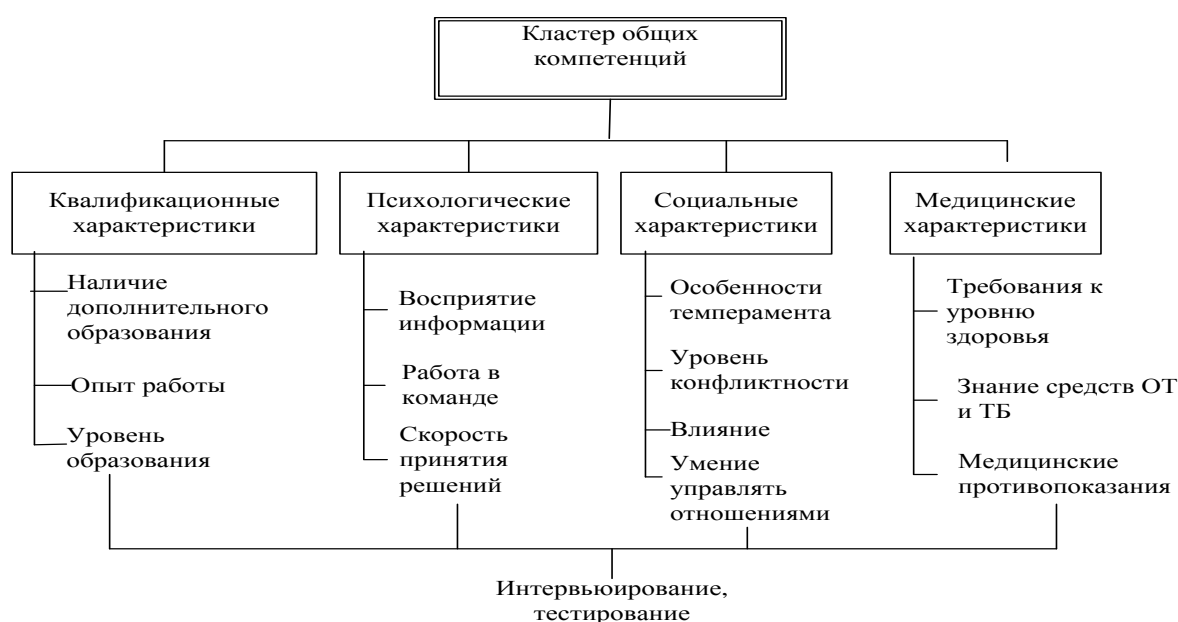 Кластер общих
компетенций
Квалификационные
характеристики
Психологические
характеристики
Социальные
характеристики
Медицинские
характеристики
Наличие
дополнительного
образования
Опыт работы
Уровень
образования
Восприятие
информации
Работа в
команде
Скорость
принятия
решений
Особенности
темперамента
Уровень
конфликтности
Влияние
Умение
управлять
отношениями
Требования к
уровню
здоровья
Знание средств ОТ
и ТБ
Медицинские
противопоказания
Интервьюирование,
тестирование